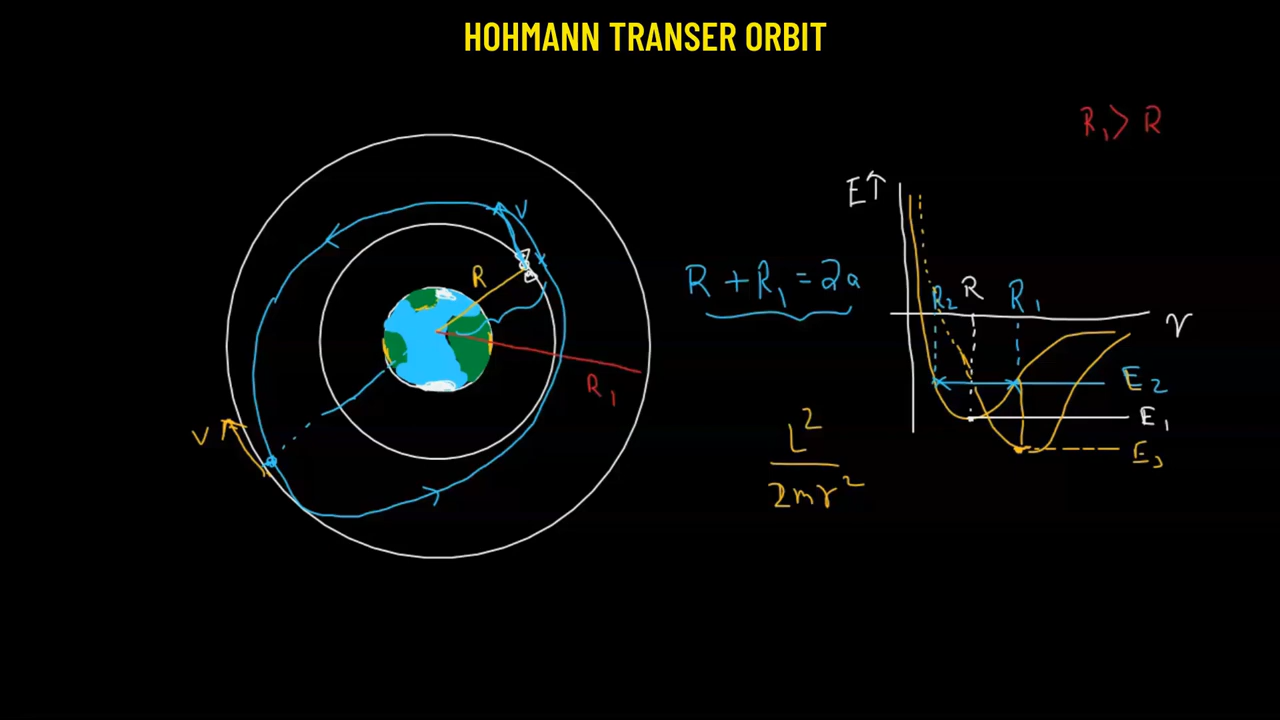 HOHMANN TRANSER ORBIT
R₁ > R
E↑
V
R
R + R₁ = 2a
R₂ R R₁
r
R₁
E₂
E₁
E₃
V
L²
2mr²